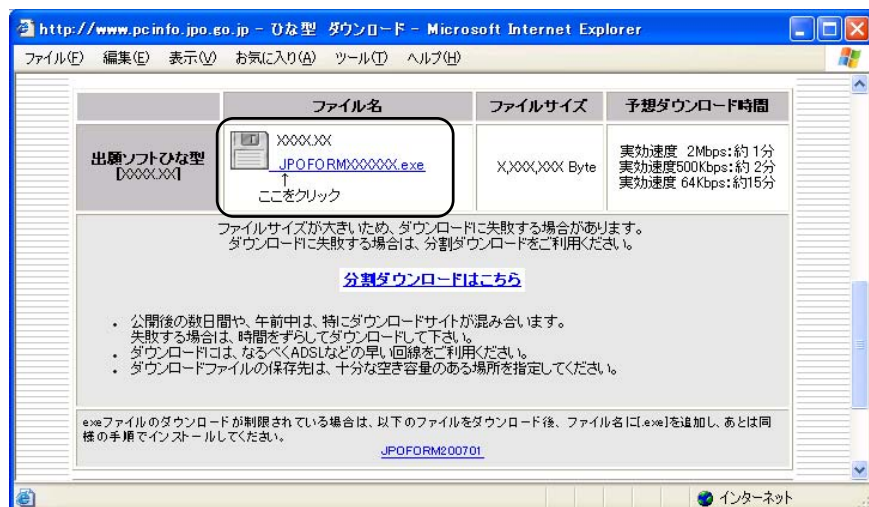 http://www.pcinfo.jpo.go.jp - ひな型 ダウンロード - Microsoft Internet Explorer
ファイル(F) 編集(E) 表示(V) お気に入り(A) ツール(T) ヘルプ(H)
ファイル名 ファイルサイズ 予想ダウンロード時間
出願ソフトひな型
[XXXX.XX]
XXXX.XX
JPOFORMXXXXXX.exe
↑
ここをクリック
X,XXX,XXX Byte
実効速度 2Mbps:約 1分
実効速度500Kbps:約 2分
実効速度 64Kbps:約15分
ファイルサイズが大きいため、ダウンロードに失敗する場合があります。
ダウンロードに失敗する場合は、分割ダウンロードをご利用ください。
分割ダウンロードはこちら
・ 公開後の数日間や、午前中は、特にダウンロードサイトが混み合います。
失敗する場合は、時間をずらしてダウンロードして下さい。
・ ダウンロードには、なるべくADSLなどの早い回線をご利用ください。
・ ダウンロードファイルの保存先は、十分な空き容量のある場所を指定してください。
exeファイルのダウンロードが制限されている場合は、以下のファイルをダウンロード後、ファイル名に[.exe]を追加し、あとは同
様の手順でインストールしてください。
JPOFORM200701
インターネット